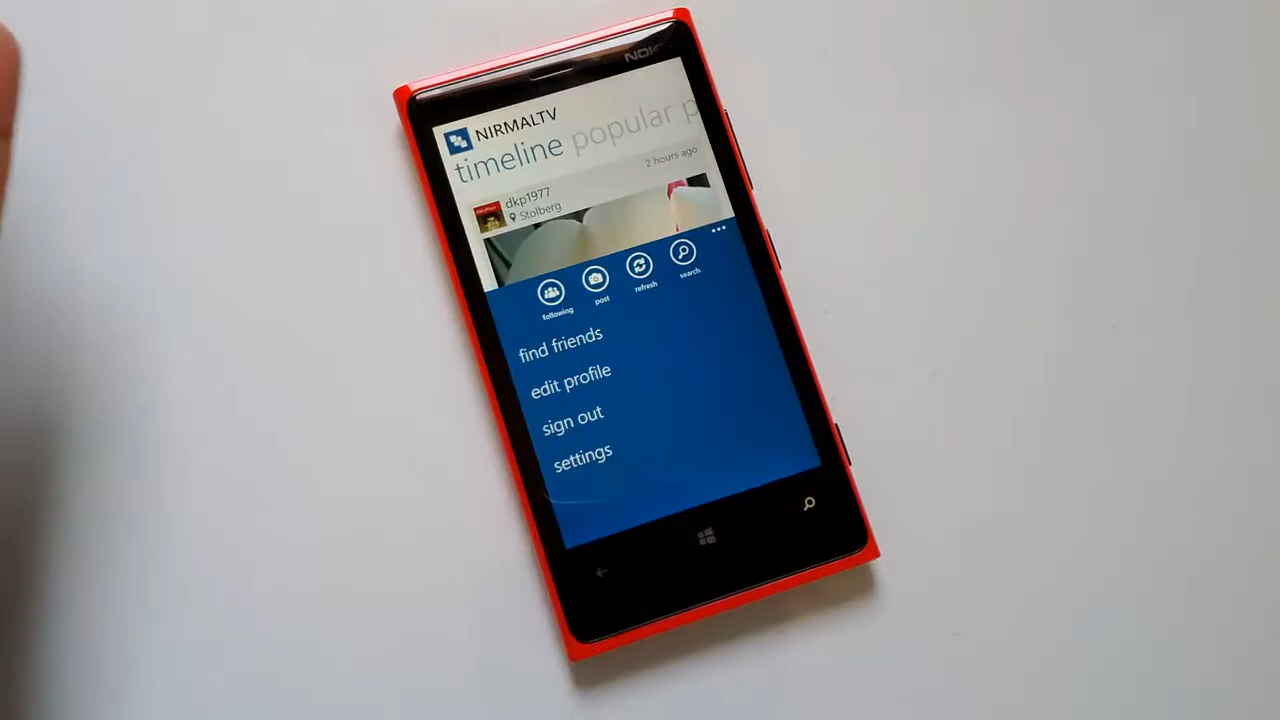 NOKIA
NIRMALTV
timeline popular p
2 hours ago
dkp1977
Stolberg
following
post
refresh
search
find friends
edit profile
sign out
settings